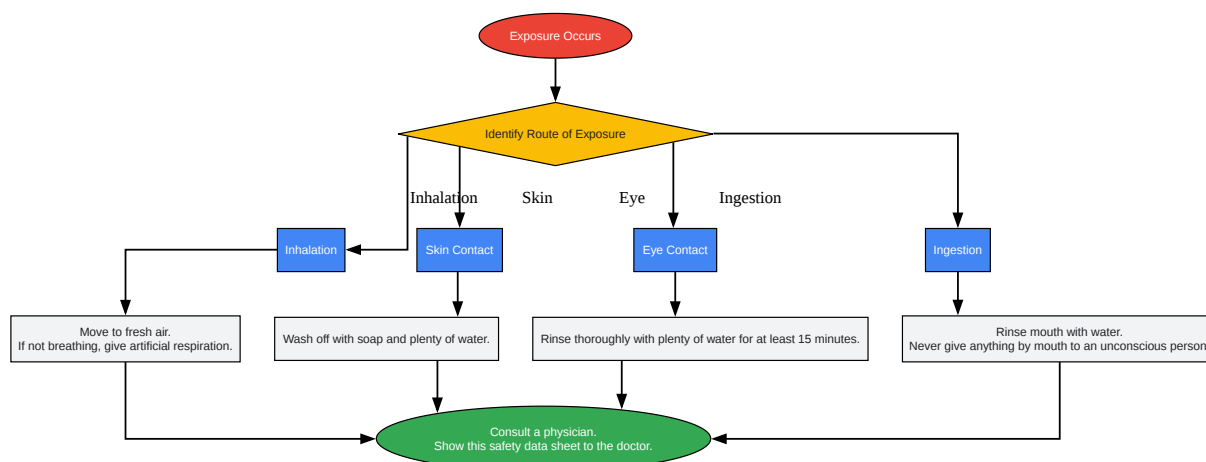 Exposure Occurs
Identify Route of Exposure
Inhalation
Skin
Eye
Ingestion
Inhalation
Skin Contact
Eye Contact
Ingestion
Move to fresh air.
If not breathing, give artificial respiration.
Wash off with soap and plenty of water.
Rinse thoroughly with plenty of water for at least 15 minutes.
Rinse mouth with water.
Never give anything by mouth to an unconscious person
Consult a physician.
Show this safety data sheet to the doctor.